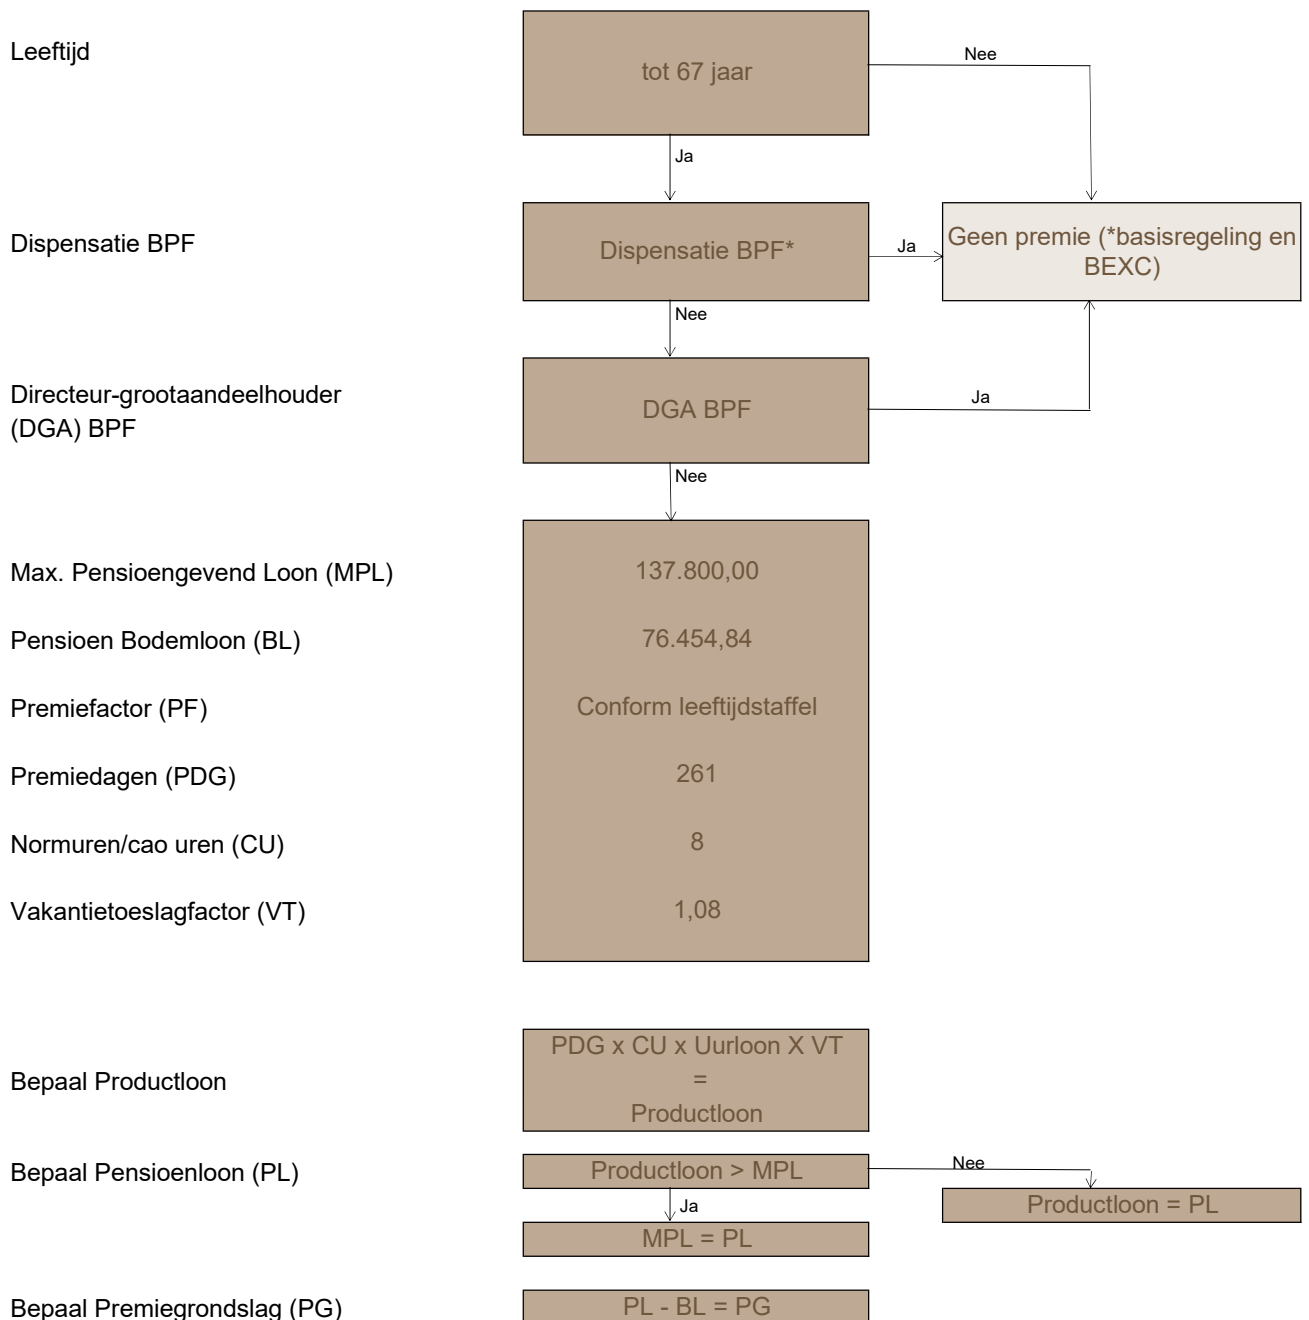 Leeftijd
tot 67 jaar
Nee
Ja
Dispensatie BPF
Dispensatie BPF*
Ja
Geen premie (*basisregeling en
BEXC)
Nee
Directeur-grootaandeelhouder
(DGA) BPF
DGA BPF
Ja
Nee
Max. Pensioengevend Loon (MPL)
137.800,00
Pensioen Bodemloon (BL)
76.454,84
Premiefactor (PF)
Conform leeftijdstaffel
Premiedagen (PDG)
261
Normuren/cao uren (CU)
8
Vakantietoeslagfactor (VT)
1,08
Bepaal Productloon
PDG x CU x Uurloon X VT
=
Productloon
Bepaal Pensioenloon (PL)
Productloon > MPL
Nee
Ja
Productloon = PL
MPL = PL
Bepaal Premiegrondslag (PG)
PL - BL = PG